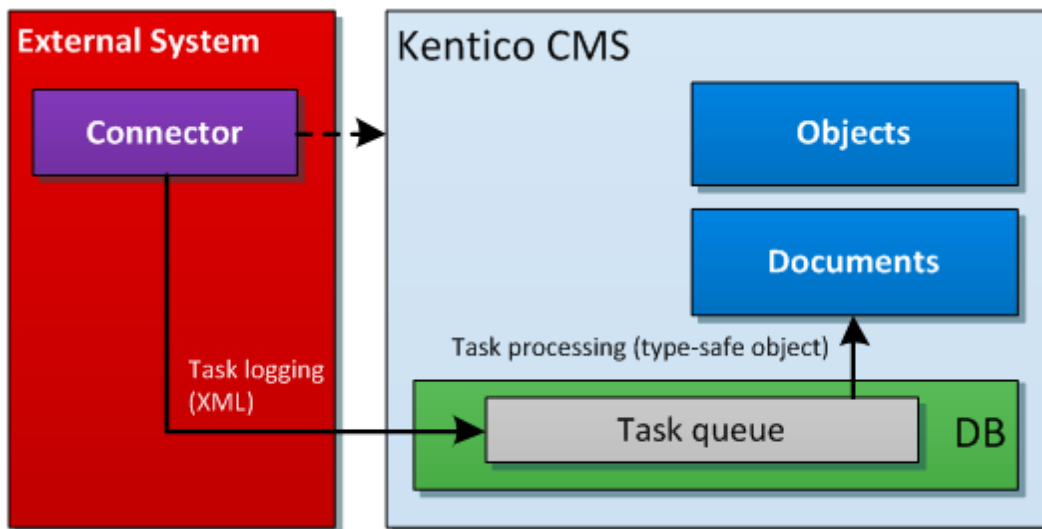 External System
Connector
Task logging
(XML)
Kentico CMS
Objects
Documents
Task processing (type-safe object)
Task queue
DB